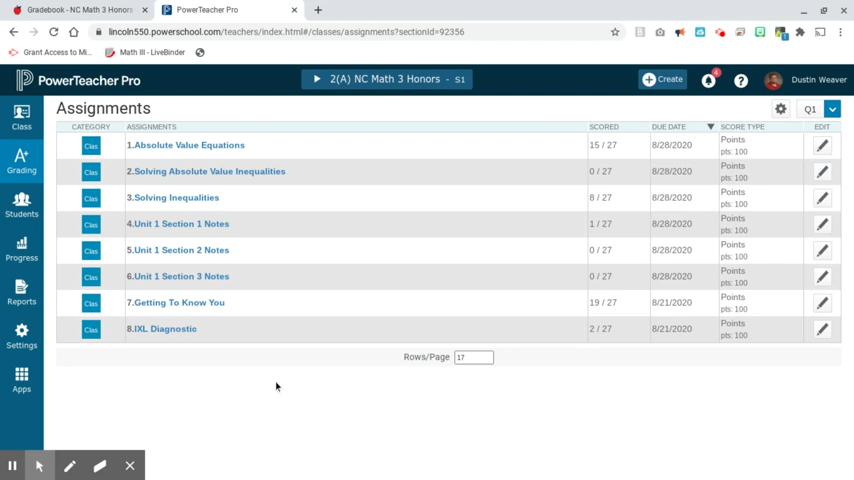 Gradebook - NC Math 3 Honors
PowerTeacher Pro
lincoln550.powerschool.com/teachers/index.html#/classes/assignments?sectionId=92356
Grant Access to Mi...
Math III - LiveBinder
PowerTeacher Pro
2(A) NC Math 3 Honors - S1
Create
4
Dustin Weaver
Class
Grading
Students
Progress
Reports
Settings
Apps
Assignments
Q1
CATEGORY ASSIGNMENTS SCORED DUE DATE SCORE TYPE EDIT
Clas 1.Absolute Value Equations 15 / 27 8/28/2020 Points
pts: 100
Clas 2.Solving Absolute Value Inequalities 0 / 27 8/28/2020 Points
pts: 100
Clas 3.Solving Inequalities 8 / 27 8/28/2020 Points
pts: 100
Clas 4.Unit 1 Section 1 Notes 1 / 27 8/28/2020 Points
pts: 100
Clas 5.Unit 1 Section 2 Notes 0 / 27 8/28/2020 Points
pts: 100
Clas 6.Unit 1 Section 3 Notes 0 / 27 8/28/2020 Points
pts: 100
Clas 7.Getting To Know You 19 / 27 8/21/2020 Points
pts: 100
Clas 8.IXL Diagnostic 2 / 27 8/21/2020 Points
pts: 100
Rows/Page 17